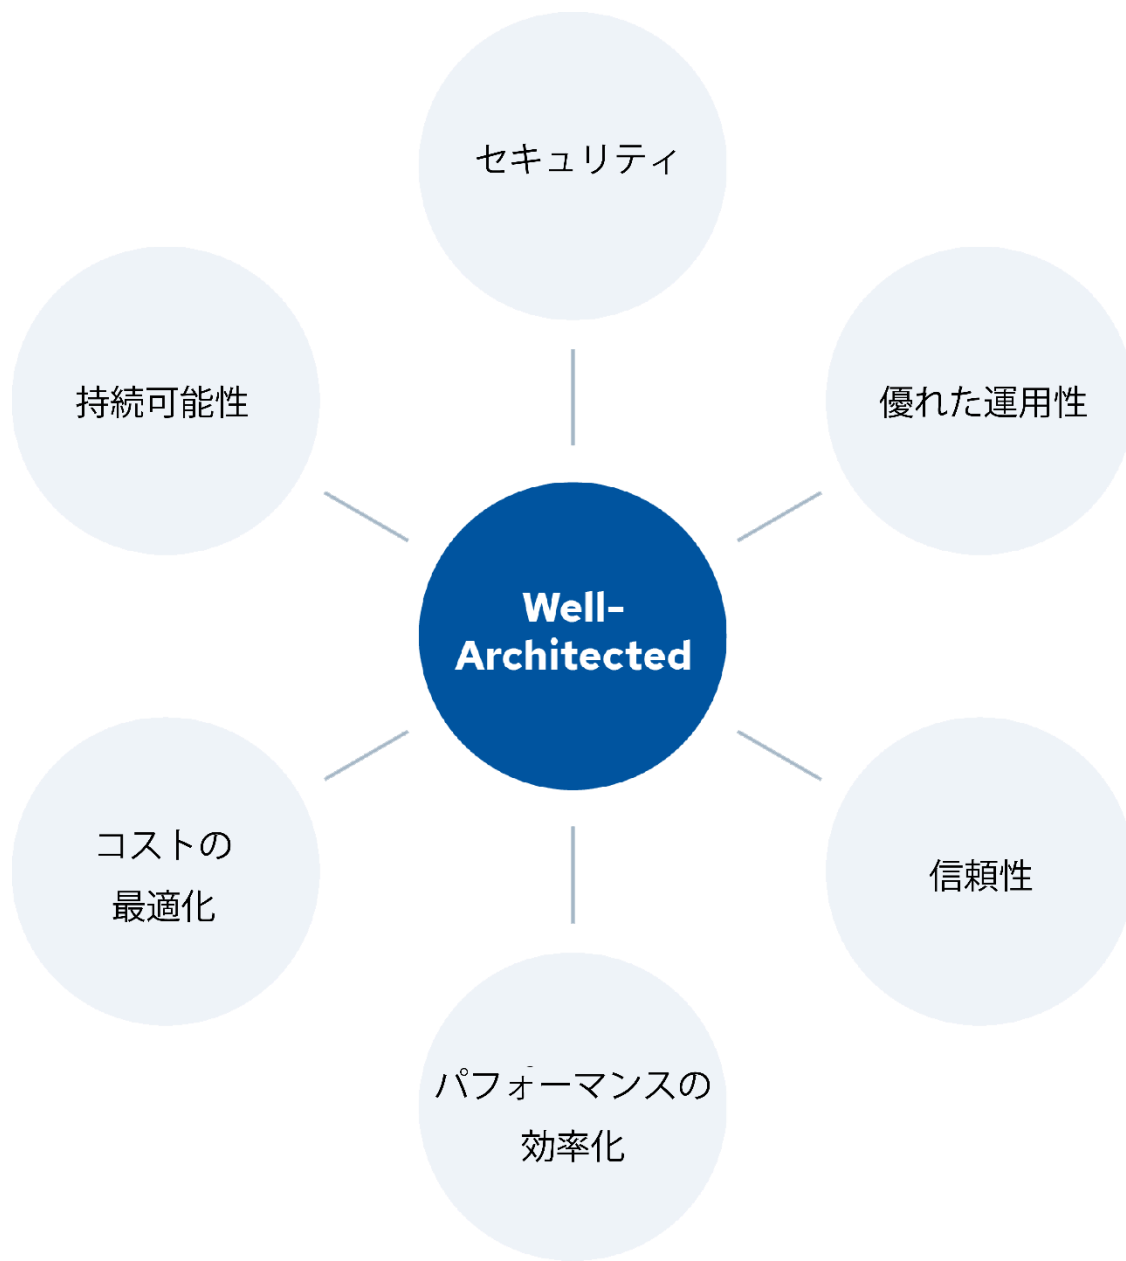 セキュリティ
持続可能性
優れた運用性
Well-
Architected
コストの
最適化
信頼性
パフォーマンスの
効率化